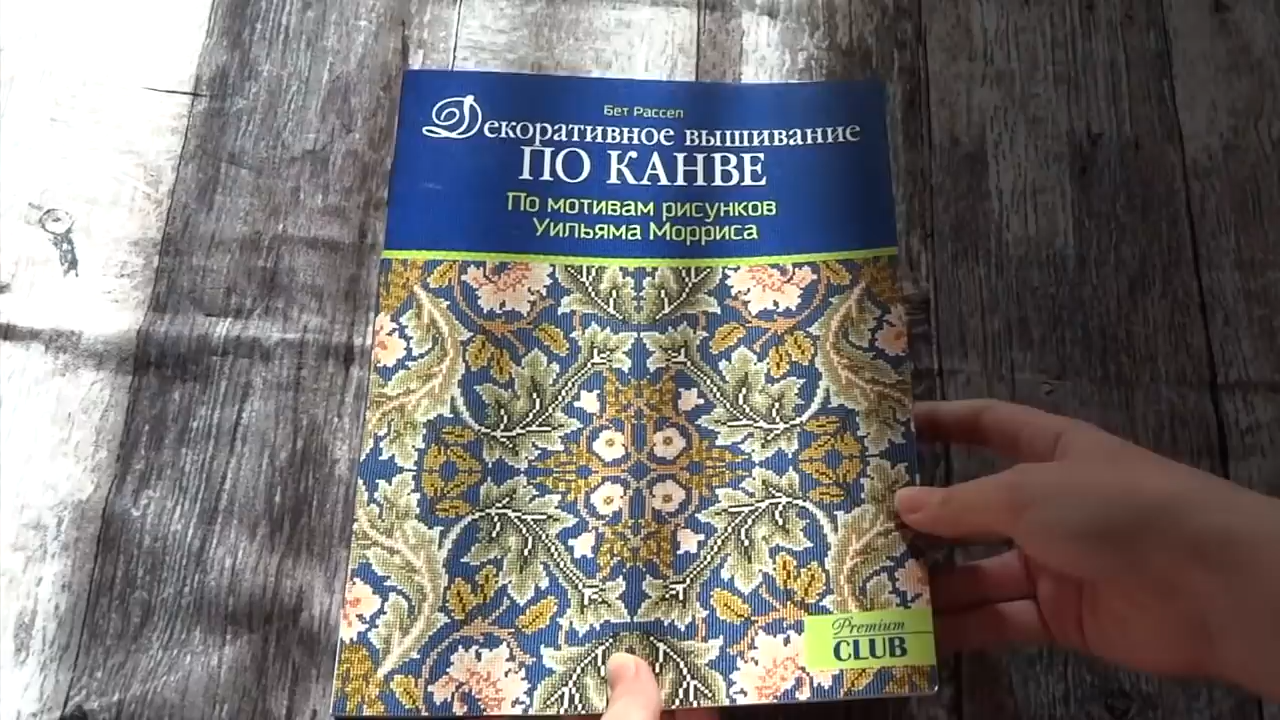 Бет Рассел
Декоративное вышивание
ПО КАНВЕ
По мотивам рисунков
Уильяма Морриса
Premium
CLUB